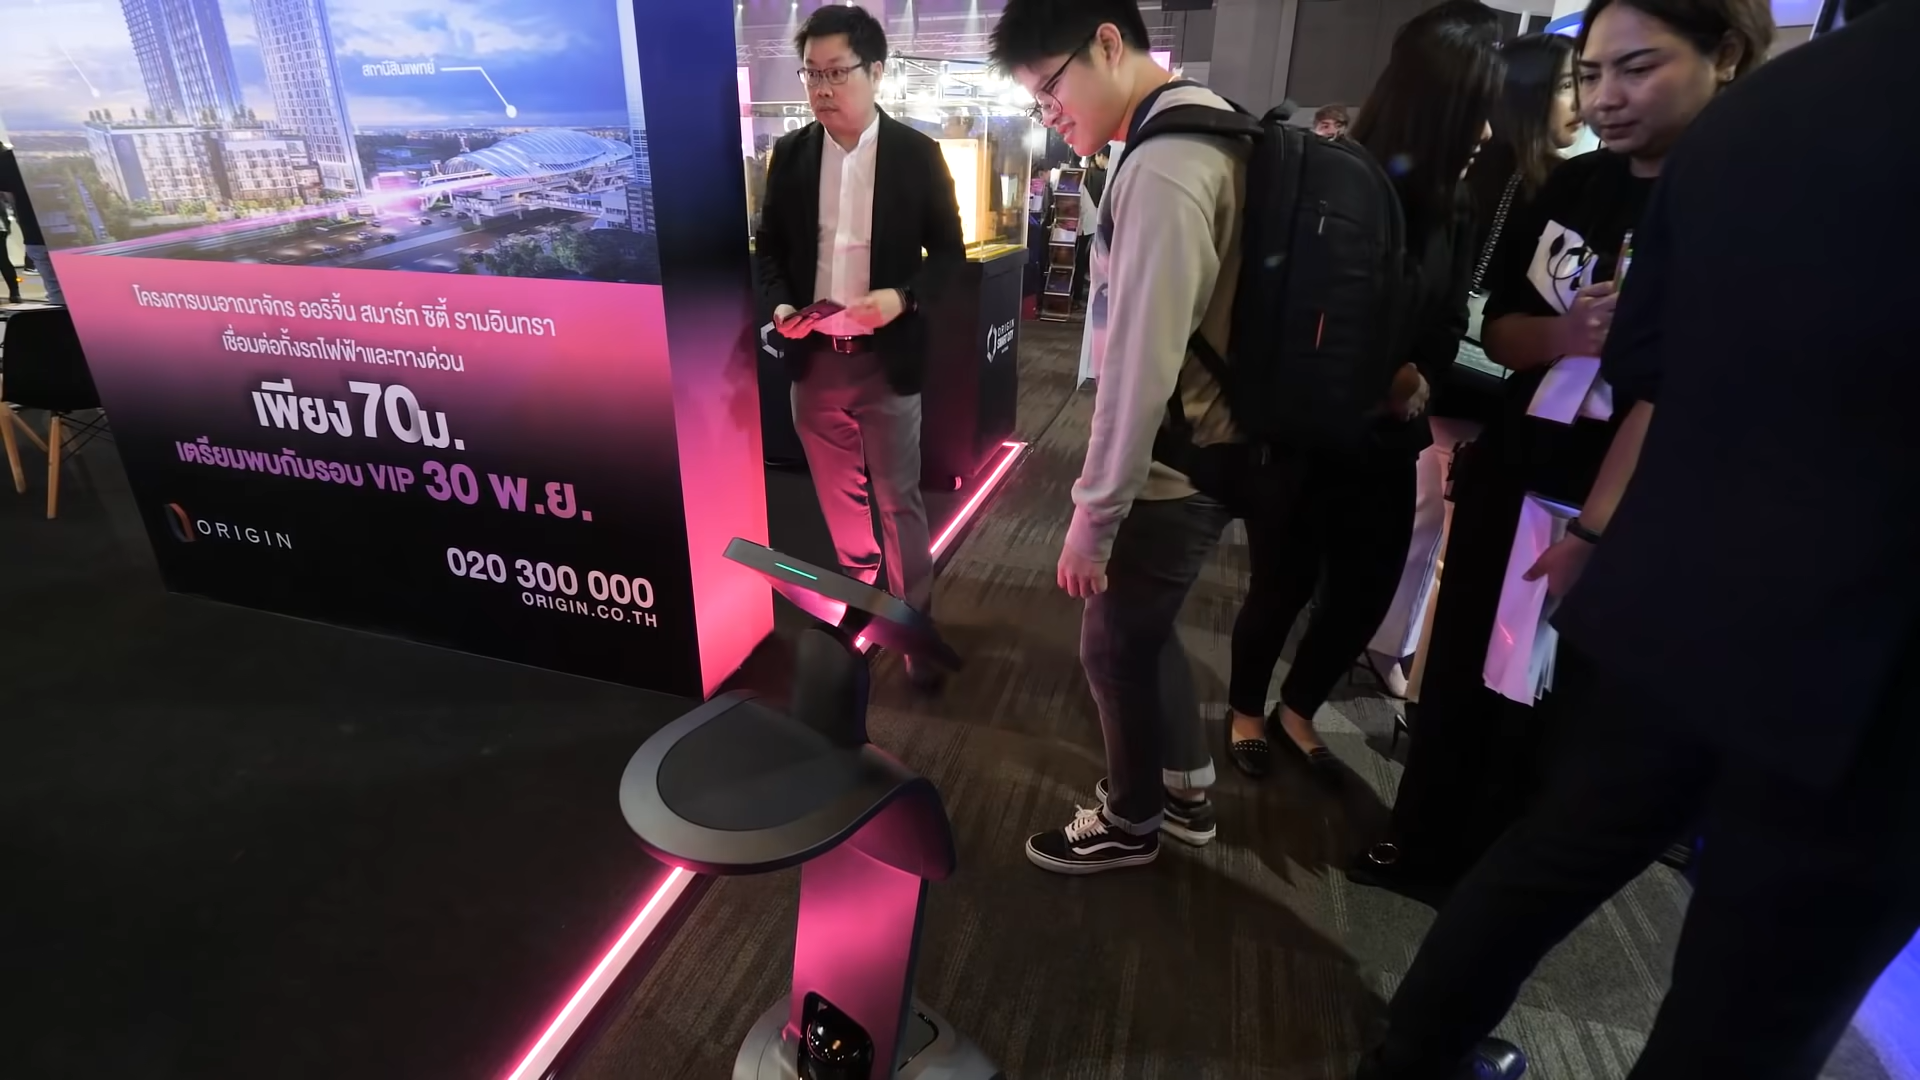 สถานีสินแพทย์
โครงการบนอาณาจักร ออริจิ้น สมาร์ท ซิตี้ รามอินทรา
เชื่อมต่อทั้งรถไฟฟ้าและทางด่วน
เพียง 70ม.
เตรียมพบกับรอบ VIP 30 พ.ย.
ORIGIN
020 300 000
ORIGIN.CO.TH
ORIGIN
SMART CITY